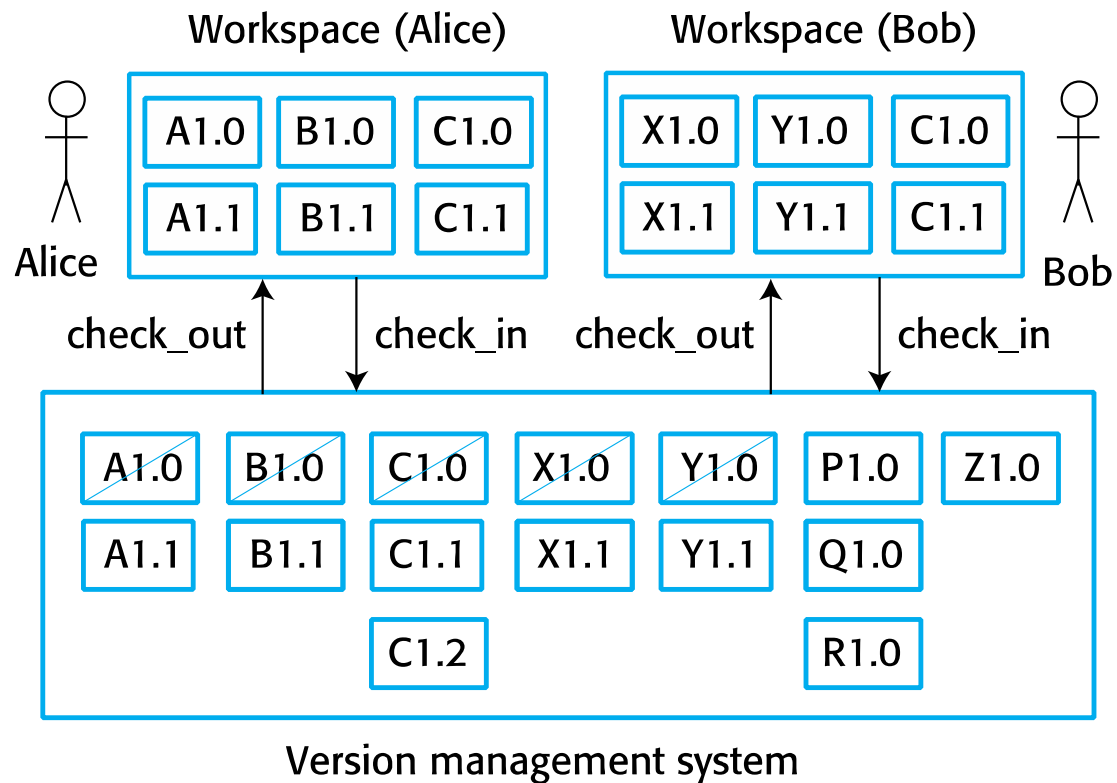 Workspace (Alice) Workspace (Bob)
A1.0 B1.0 C1.0 X1.0 Y1.0 C1.0
A1.1 B1.1 C1.1 X1.1 Y1.1 C1.1
Alice Bob
check_out check_in check_out check_in
A1.0 B1.0 C1.0 X1.0 Y1.0 P1.0 Z1.0
A1.1 B1.1 C1.1 X1.1 Y1.1 Q1.0
C1.2 R1.0
Version management system